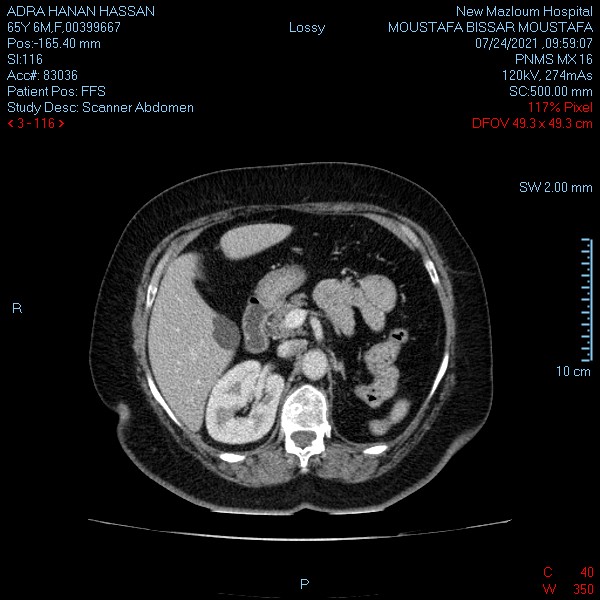 ADRA HANAN HASSAN
65Y 6M,F,00399667
Pos:-165.40 mm
SI:116
Acc#: 83036
Patient Pos: FFS
Study Desc: Scanner Abdomen
< 3 - 116 >
Lossy
New Mazloum Hospital
MOUSTAFA BISSAR MOUSTAFA
07/24/2021 ,09:59:07
PNMS MX 16
120kV, 274mAs
SC:500.00 mm
117% Pixel
DFOV 49.3 x 49.3 cm
SW 2.00 mm
R
10 cm
P
C 40
W 350